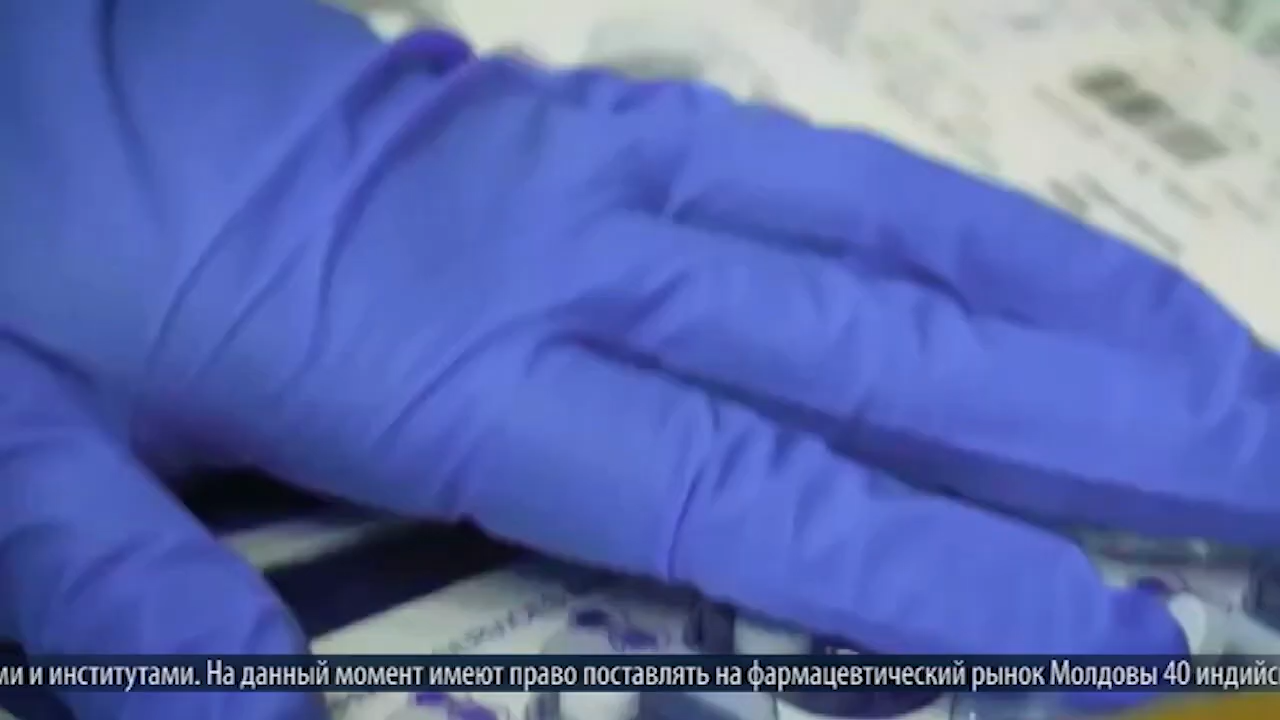 ми и институтами. На данный момент имеют право поставлять на фармацевтический рынок Молдовы 40 индийс